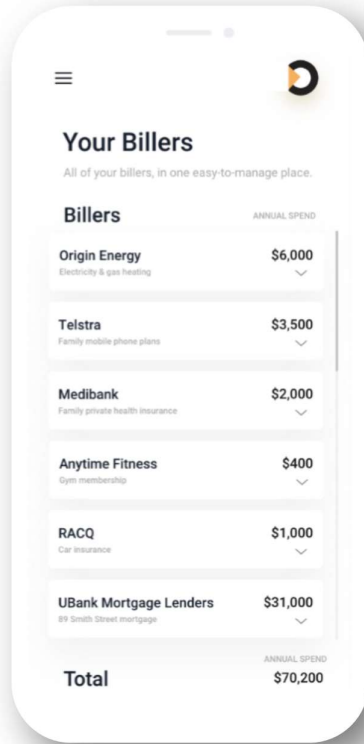 Your Billers
All of your billers, in one easy-to-manage place.
Billers ANNUAL SPEND
Origin Energy $6,000
Electricity & gas heating
Telstra $3,500
Family mobile phone plans
Medibank $2,000
Family private health insurance
Anytime Fitness $400
Gym membership
RACQ $1,000
Car insurance
UBank Mortgage Lenders $31,000
89 Smith Street mortgage
ANNUAL SPEND
Total $70,200